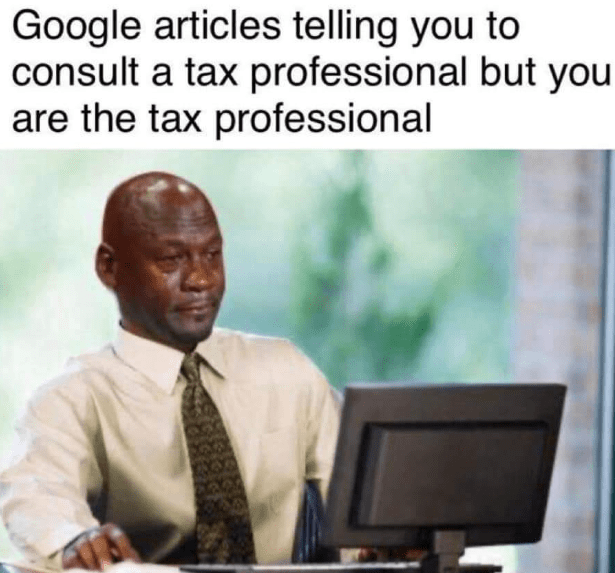 Google articles telling you to
consult a tax professional but you
are the tax professional